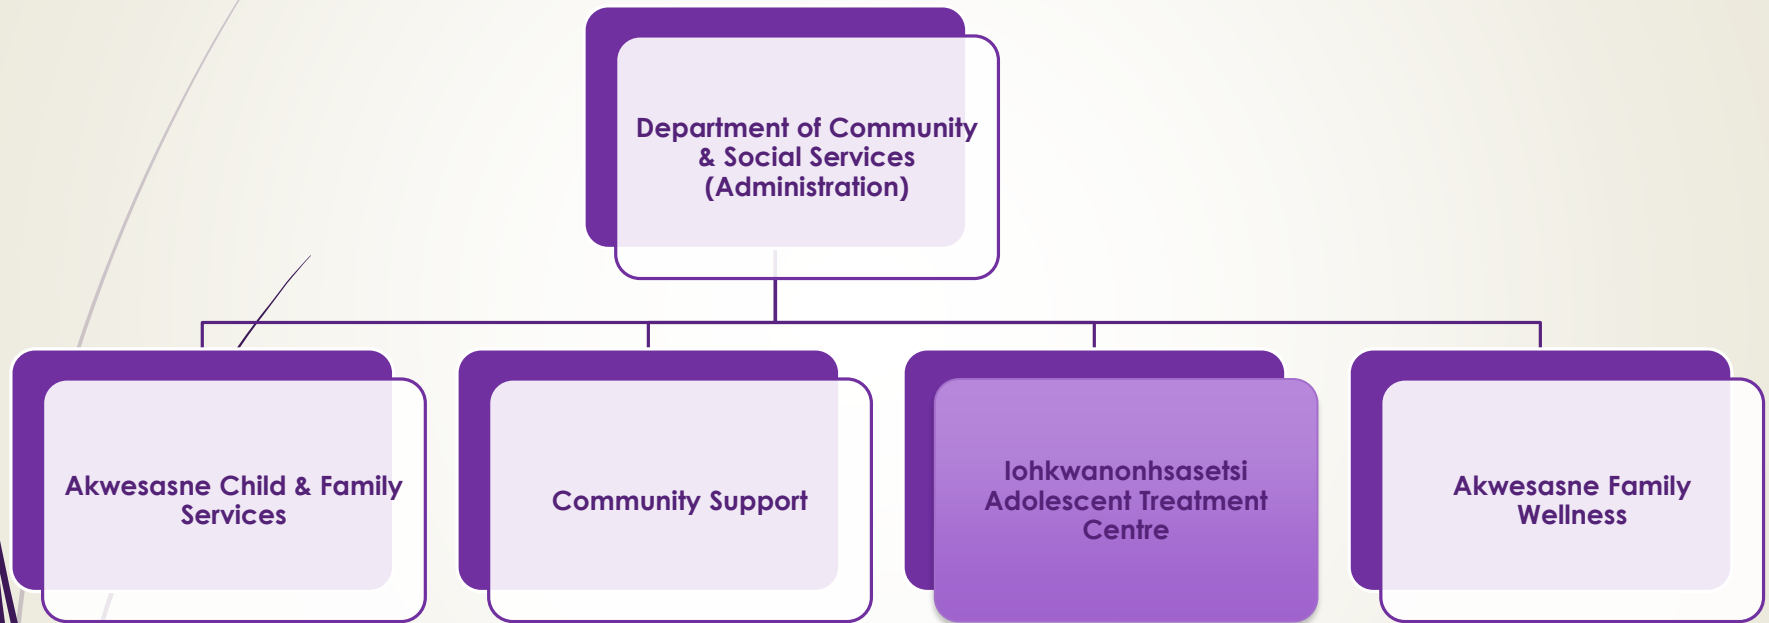 Department of Community
& Social Services
(Administration)
Akwesasne Child & Family
Services
Community Support
Iohkwanonhsasetsi
Adolescent Treatment
Centre
Akwesasne Family
Wellness